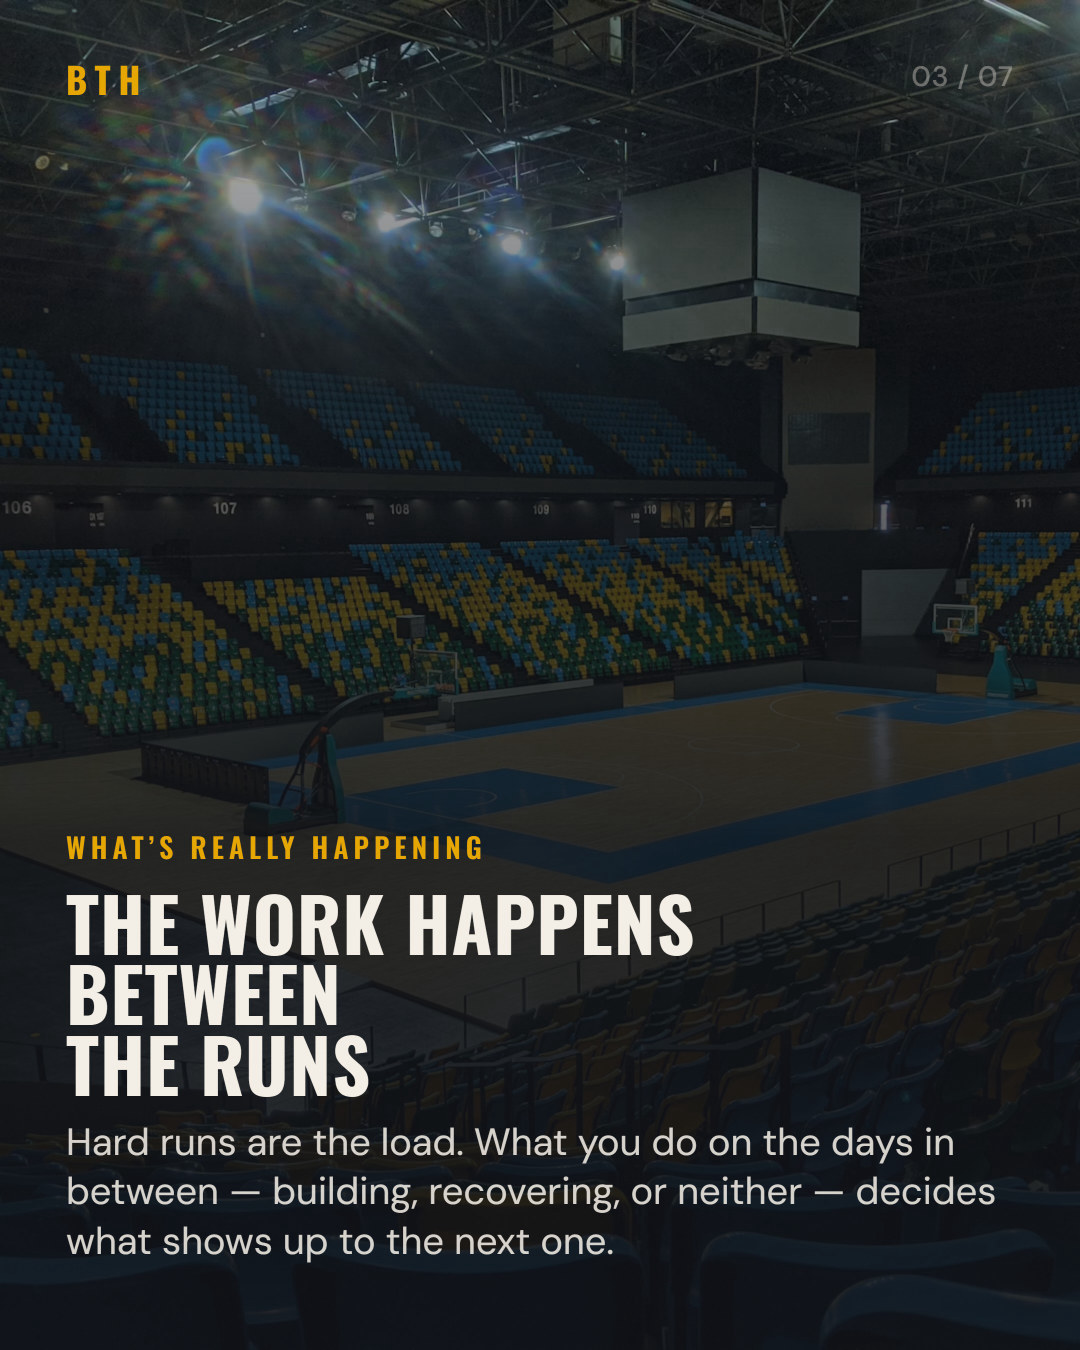 BTH
03 / 07
106
107
108
109
110
111
WHAT’S REALLY HAPPENING
THE WORK HAPPENS
BETWEEN
THE RUNS
Hard runs are the load. What you do on the days in
between — building, recovering, or neither — decides
what shows up to the next one.